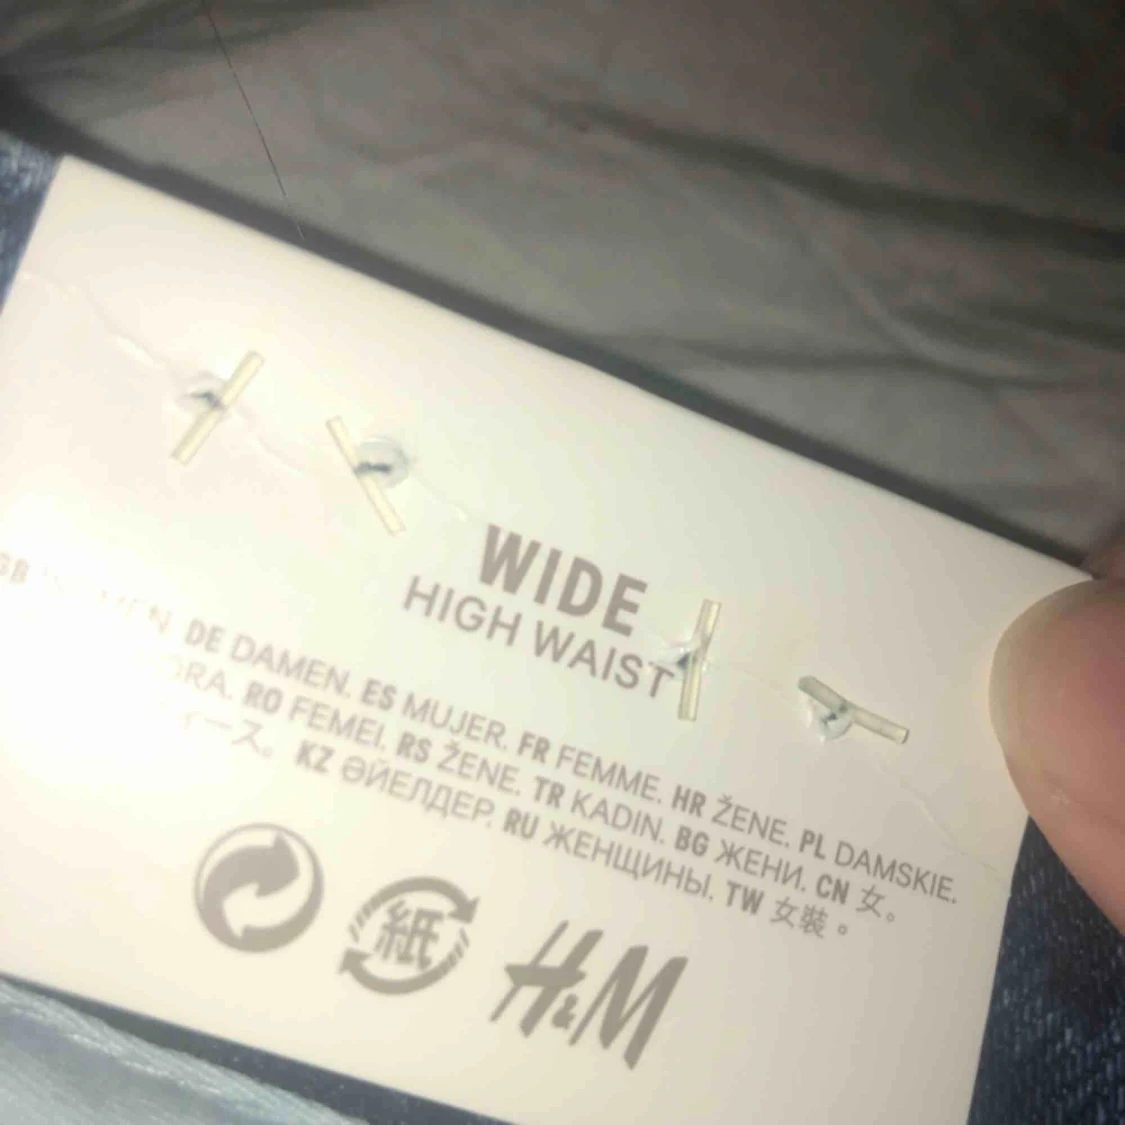 WIDE
HIGH WAIST
DE DAMEN. ES MUJER. FR FEMME. HR ŽENE. PL DAMSKIE.
RO FEMEI. RS ŽENE. TR KADIN. BG ЖЕНИ. CN 女。
KZ ӘЙЕЛДЕР. RU ЖЕНЩИНЫ. TW 女裝。
紙
H&M